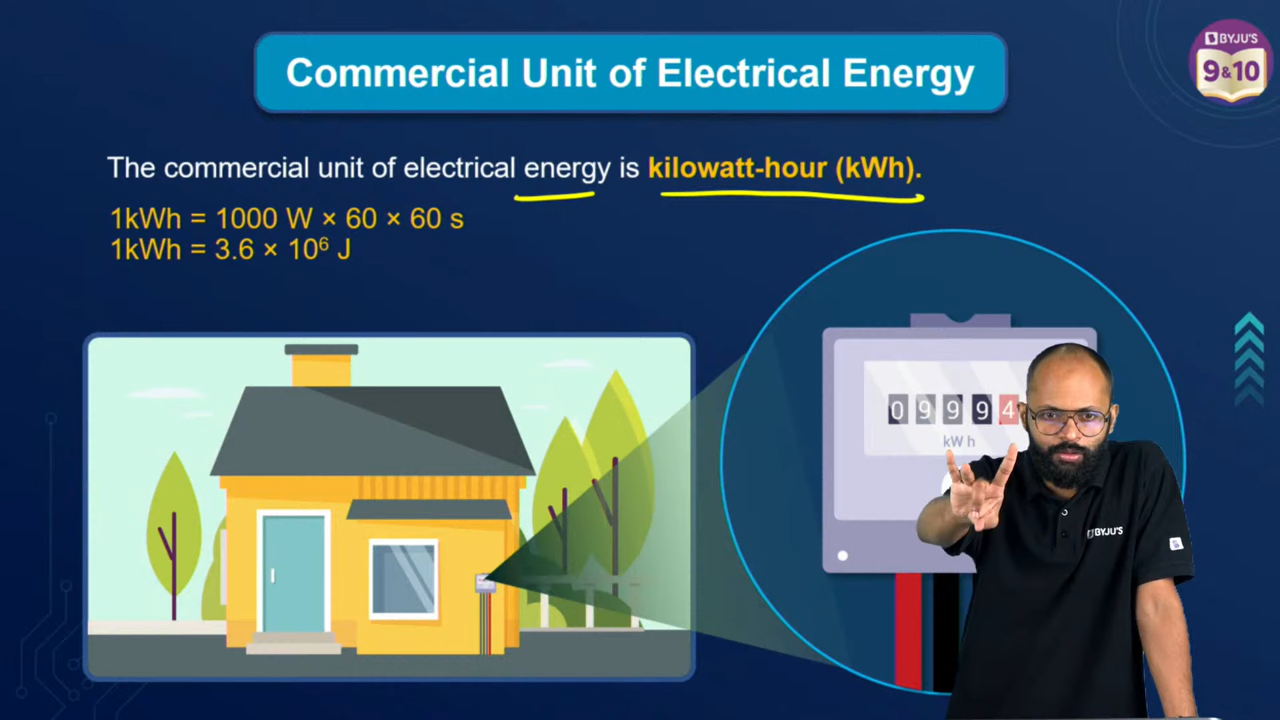 Commercial Unit of Electrical Energy
BYJU'S
9&10
The commercial unit of electrical energy is kilowatt-hour (kWh).
1kWh = 1000 W × 60 × 60 s
1kWh = 3.6 × 10⁶ J
09994
kW h
BYJU'S